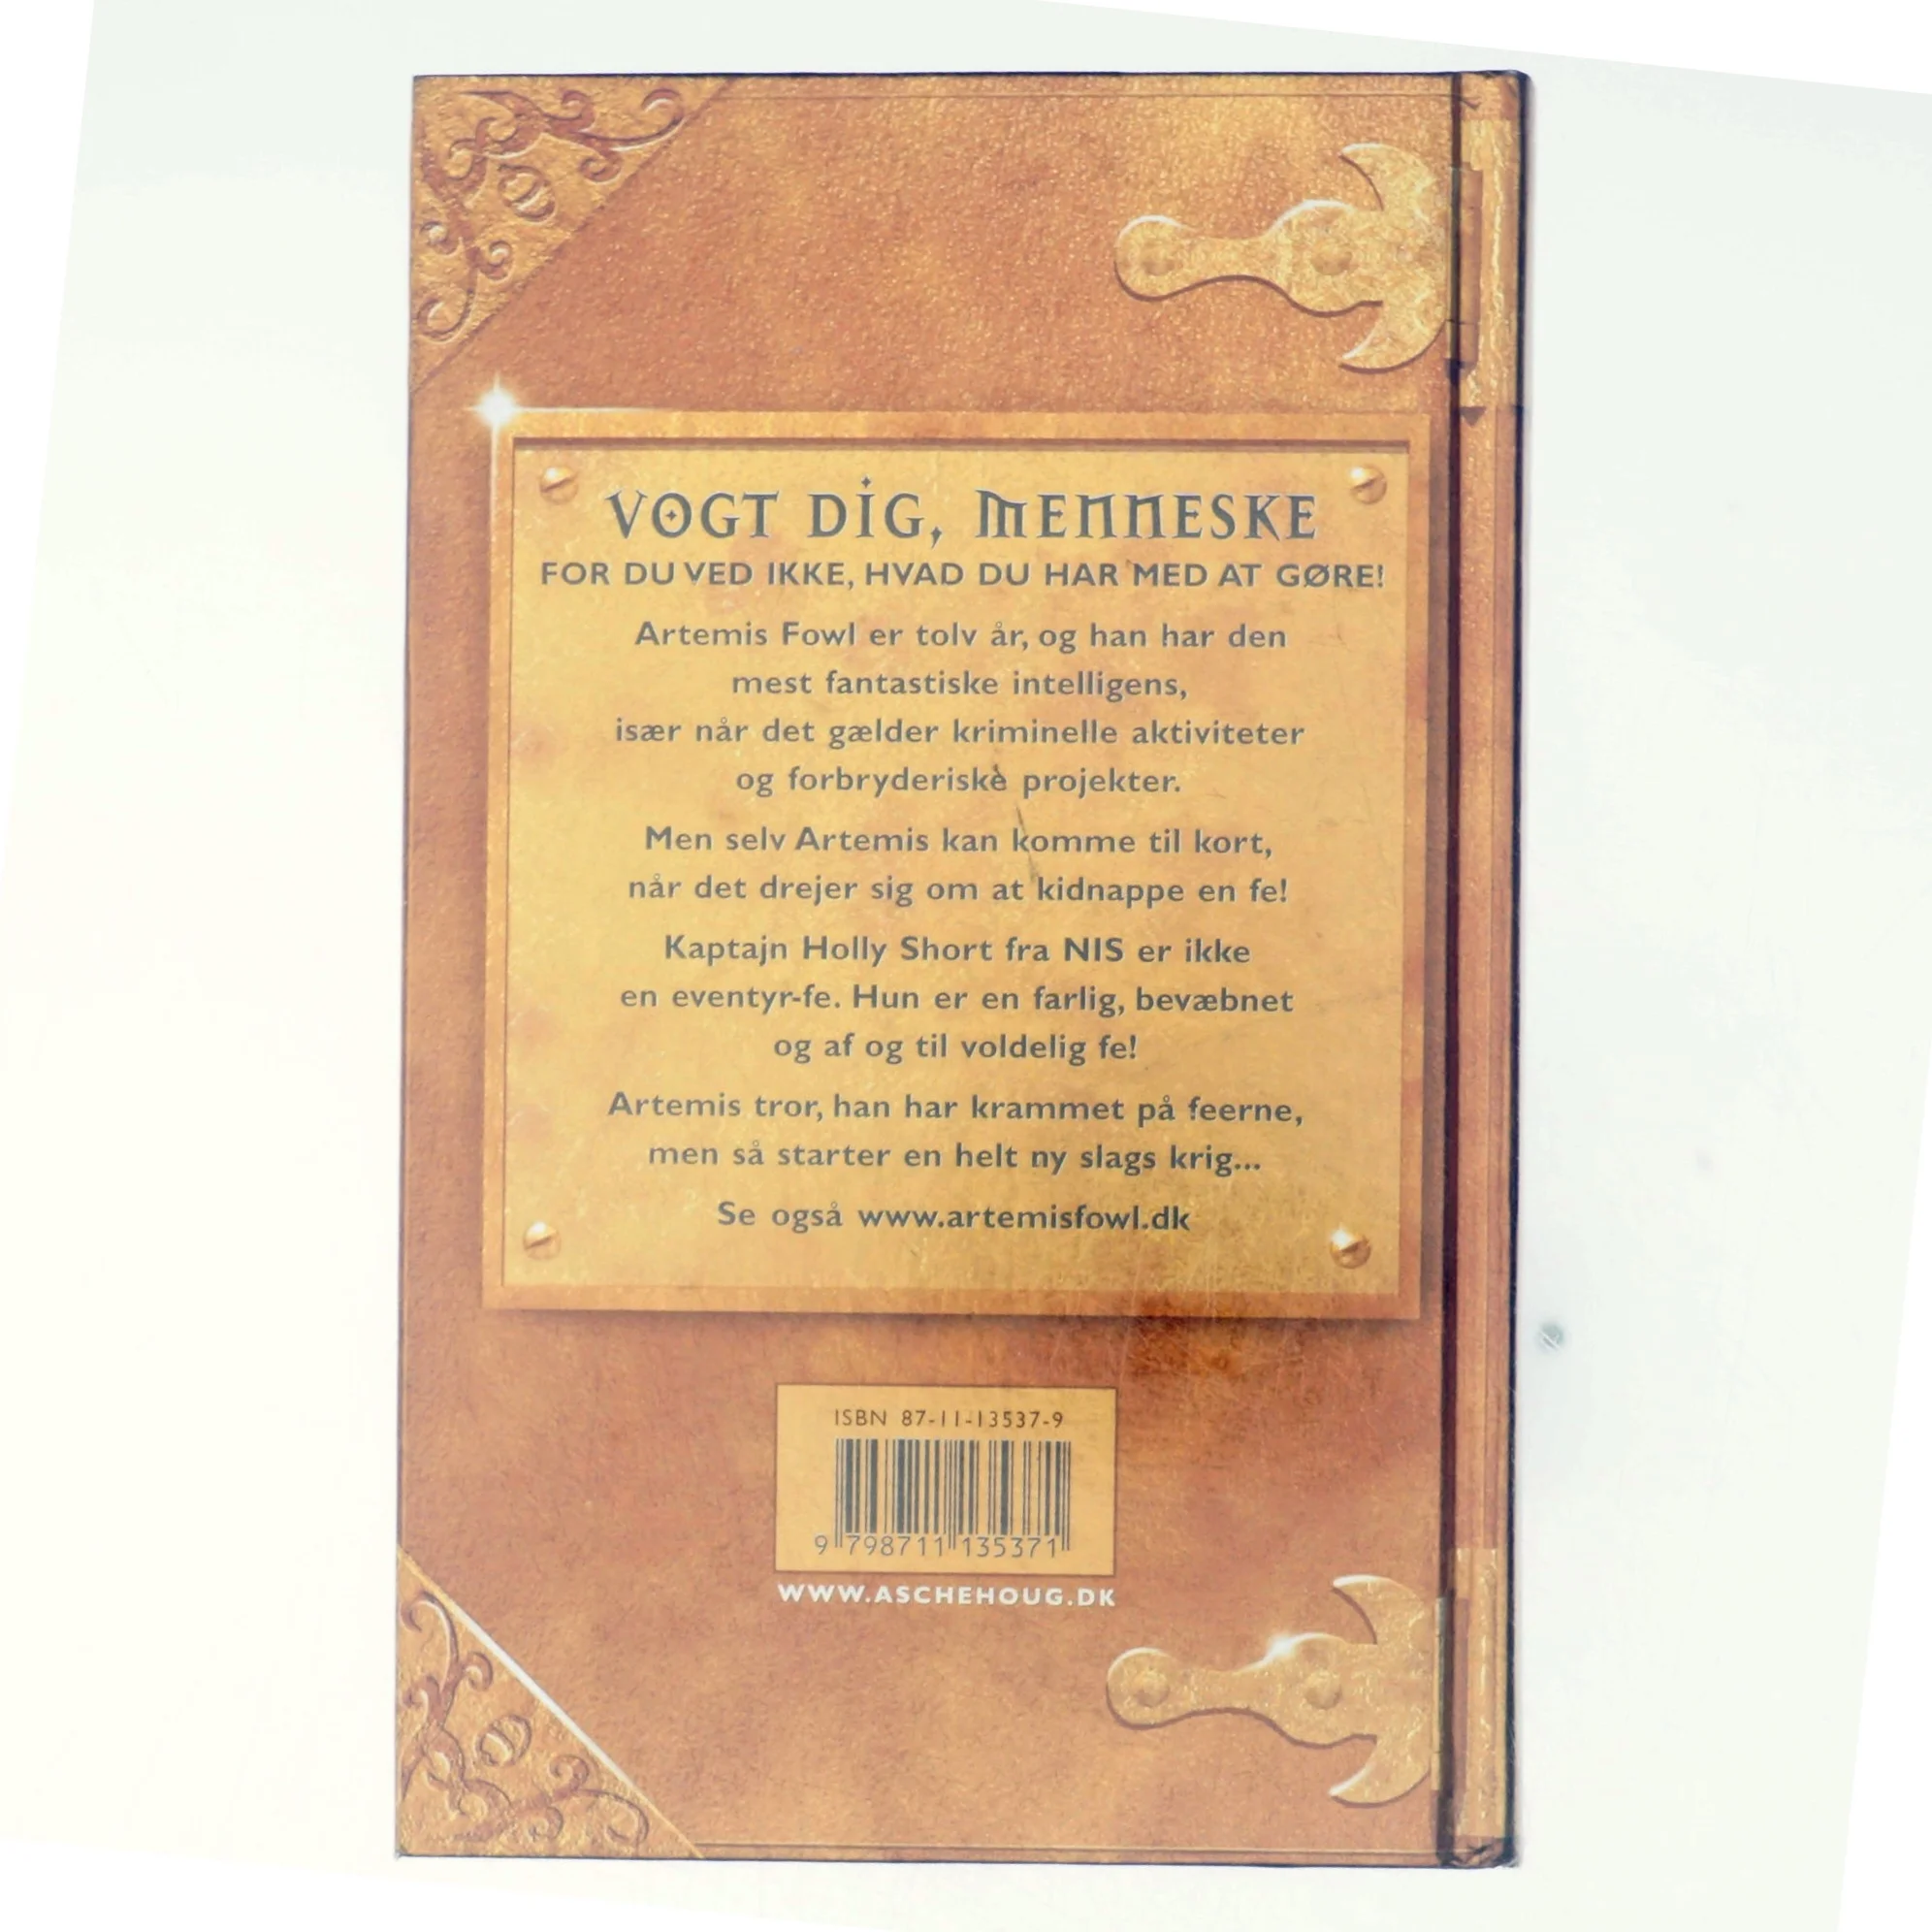 VOGT DIG, MENNESKE
FOR DU VED IKKE, HVAD DU HAR MED AT GØRE!
Artemis Fowl er tolv år, og han har den
mest fantastiske intelligens,
især når det gælder kriminelle aktiviteter
og forbryderiske projekter.
Men selv Artemis kan komme til kort,
når det drejer sig om at kidnappe en fe!
Kaptajn Holly Short fra NIS er ikke
en eventyr-fe. Hun er en farlig, bevæbnet
og af og til voldelig fe!
Artemis tror, han har krammet på feerne,
men så starter en helt ny slags krig...
Se også www.artemisfowl.dk
ISBN 87-11-13537-9
9 798711 135371
WWW.ASCHEHOUG.DK